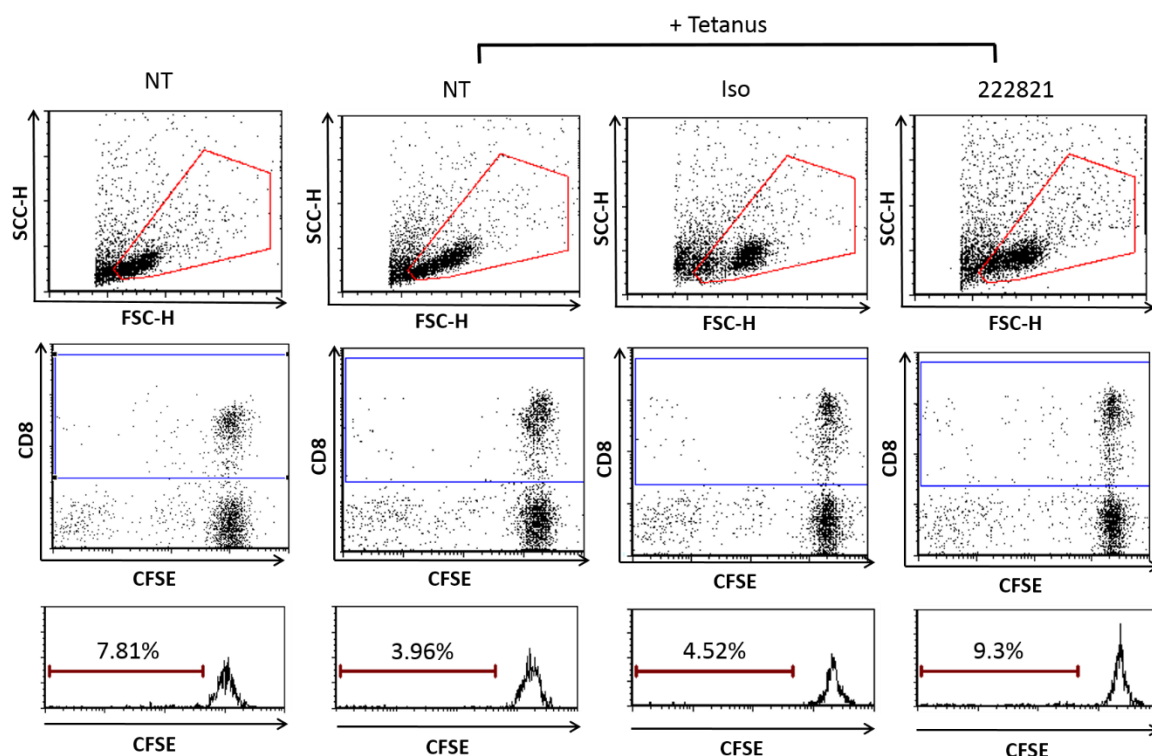 + Tetanus
NT
NT
Iso
222821
SCC-H
SCC-H
SCC-H
SCC-H
FSC-H
FSC-H
FSC-H
FSC-H
CD8
CD8
CD8
CD8
CFSE
CFSE
CFSE
CFSE
7.81%
3.96%
4.52%
9.3%
CFSE
CFSE
CFSE
CFSE